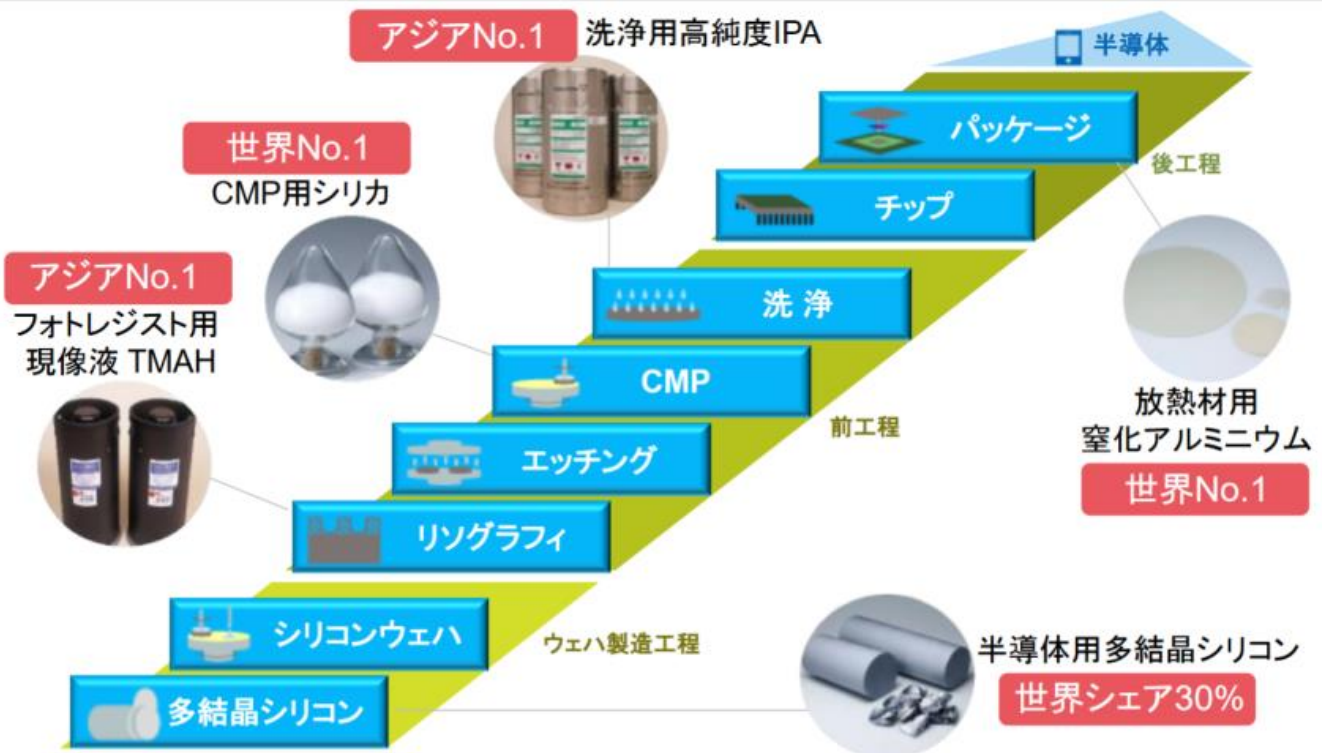 アジアNo.1
洗浄用高純度IPA
半導体
世界No.1
CMP用シリカ
アジアNo.1
フォトレジスト用
現像液 TMAH
パッケージ
後工程
チップ
洗 浄
CMP
前工程
エッチング
リソグラフィ
放熱材用
窒化アルミニウム
世界No.1
シリコンウェハ
ウェハ製造工程
多結晶シリコン
半導体用多結晶シリコン
世界シェア30%